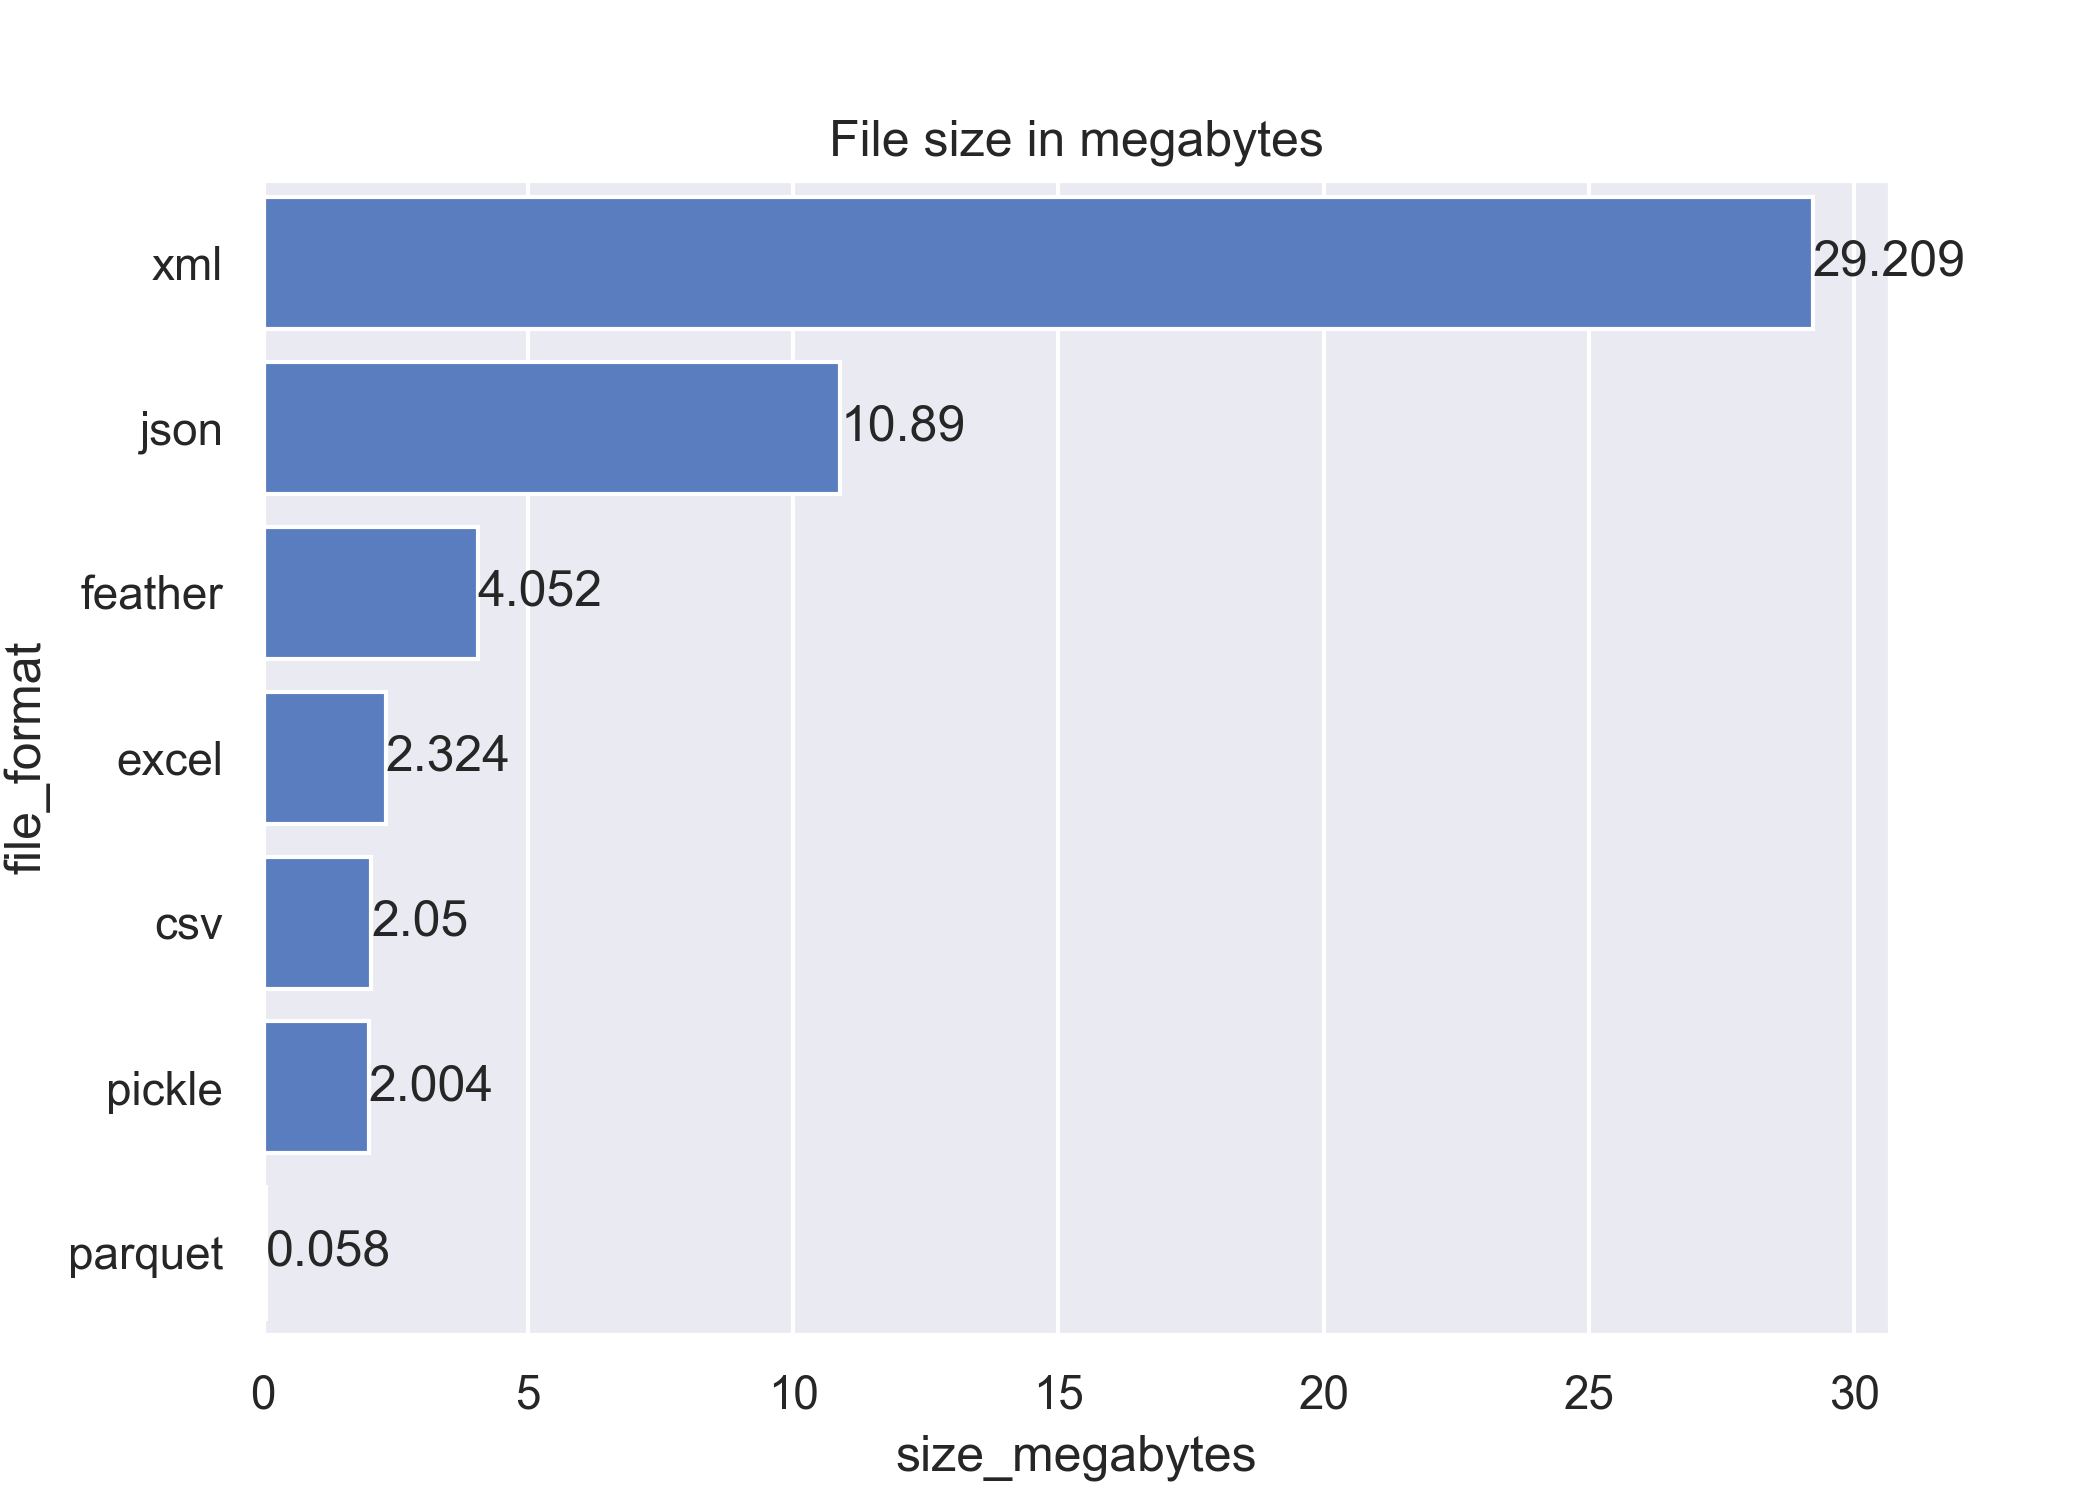 File size in megabytes
xml
29.209
json
10.89
feather
4.052
excel
2.324
csv
2.05
pickle
2.004
parquet
0.058
file_format
0 5 10 15 20 25 30
size_megabytes